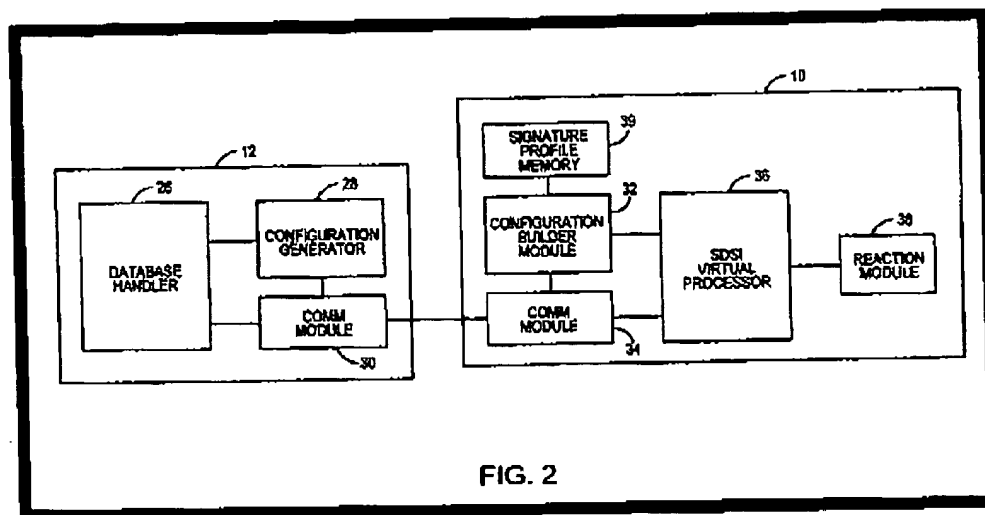 10
39
SIGNATURE
PROFILE
MEMORY
12
26
28
32
36
CONFIGURATION
GENERATOR
CONFIGURATION
BUILDER
MODULE
38
DATABASE
HANDLER
SDSI
VIRTUAL
PROCESSOR
REACTION
MODULE
COMM
MODULE
COMM
MODULE
30
34
FIG. 2